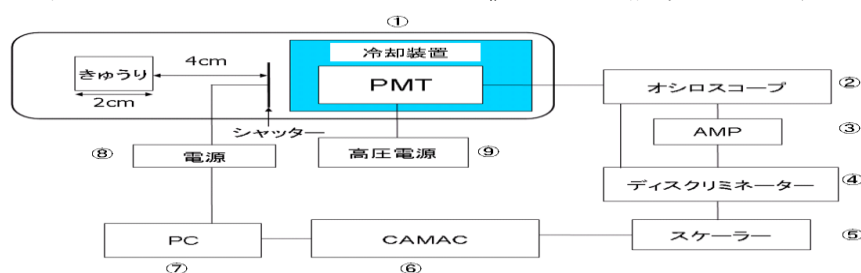 ①
冷却装置
きゅうり
4cm
PMT
2cm
オシロスコープ
②
シャッター
AMP
③
⑧
電源
高圧電源
⑨
ディスクリミネーター
④
PC
CAMAC
スケーラー
⑤
⑦
⑥